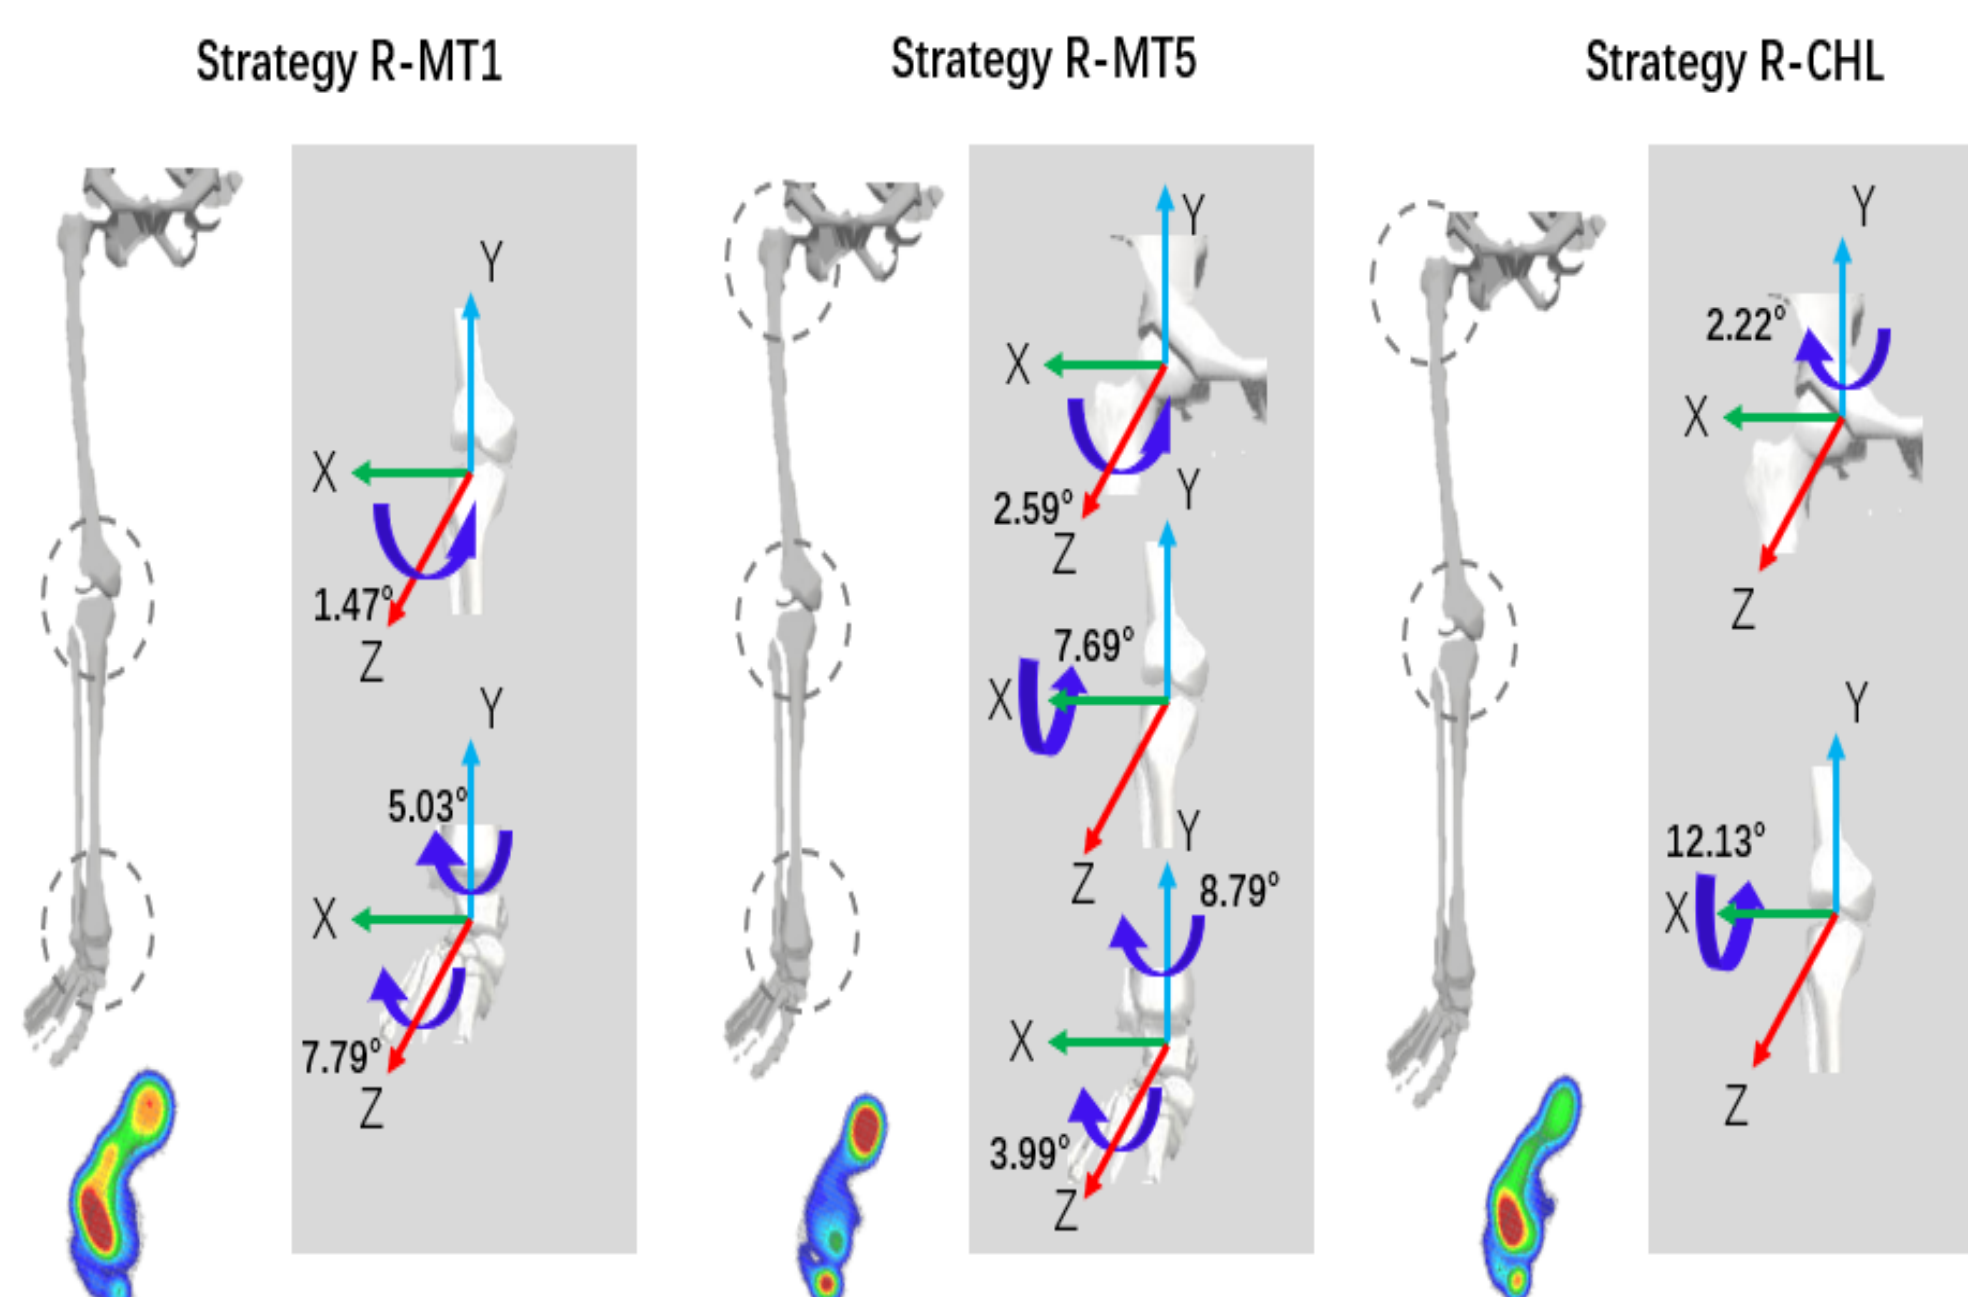 Strategy R-MT1
Y
X
1.47°
Z
Y
5.03°
X
7.79°
Z
Strategy R-MT5
Y
X
2.59°
Z
Y
7.69°
X
Z
Y
8.79°
X
3.99°
Z
Strategy R-CHL
Y
2.22°
X
Z
Y
12.13°
X
Z